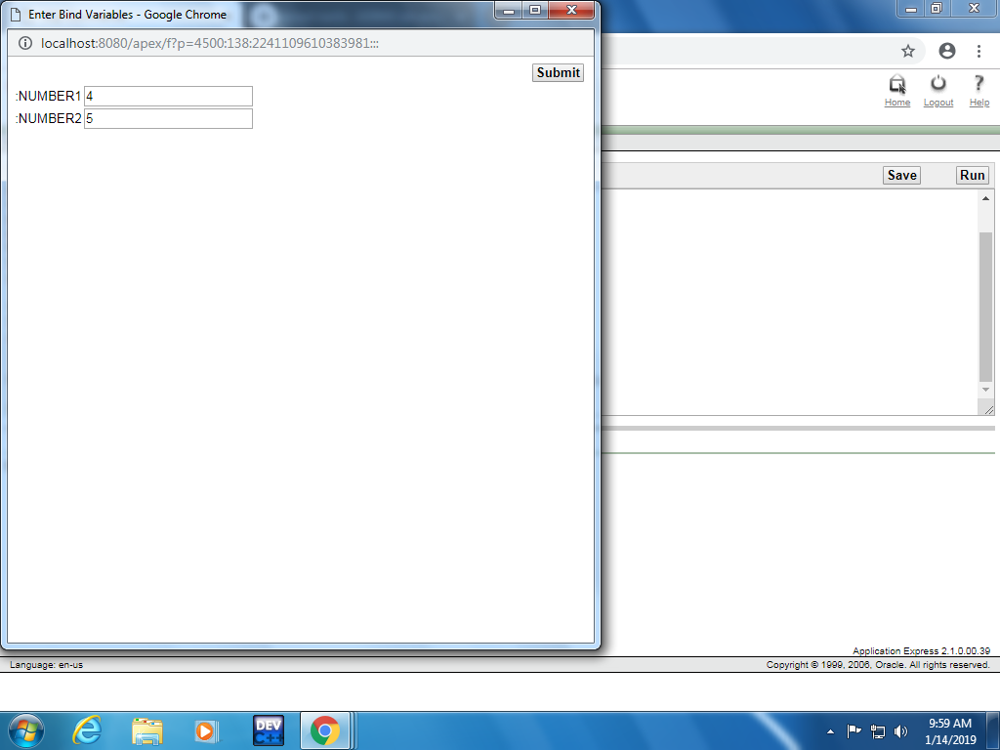 Enter Bind Variables - Google Chrome
localhost:8080/apex/f?p=4500:138:2241109610383981:::
Submit
:NUMBER1 4
:NUMBER2 5
Home Logout Help
Save Run
Application Express 2.1.0.00.39
Language: en-us Copyright © 1999, 2006, Oracle. All rights reserved.
DEV
C++
9:59 AM
1/14/2019